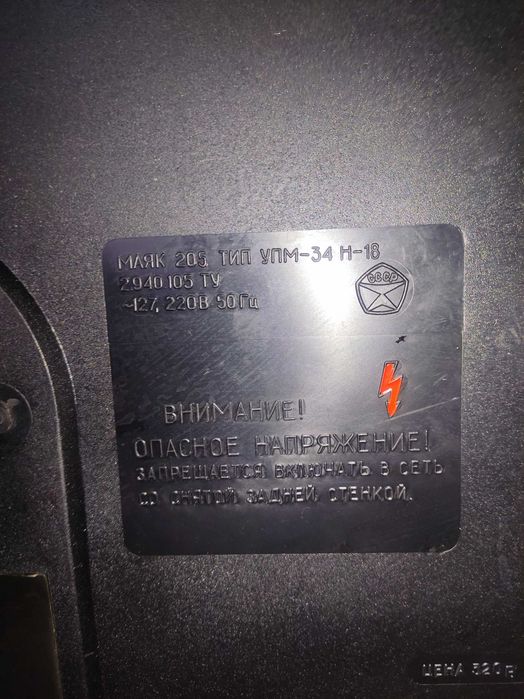 МАЯК 205 ТИП УПМ-34 Н-18
2.940.105 ТУ
~127, 220В 50Гц
СССР
ВНИМАНИЕ!
ОПАСНОЕ НАПРЯЖЕНИЕ!
ЗАПРЕЩАЕТСЯ ВКЛЮЧАТЬ В СЕТЬ
СО СНЯТОЙ ЗАДНЕЙ СТЕНКОЙ.
ЦЕНА 320р